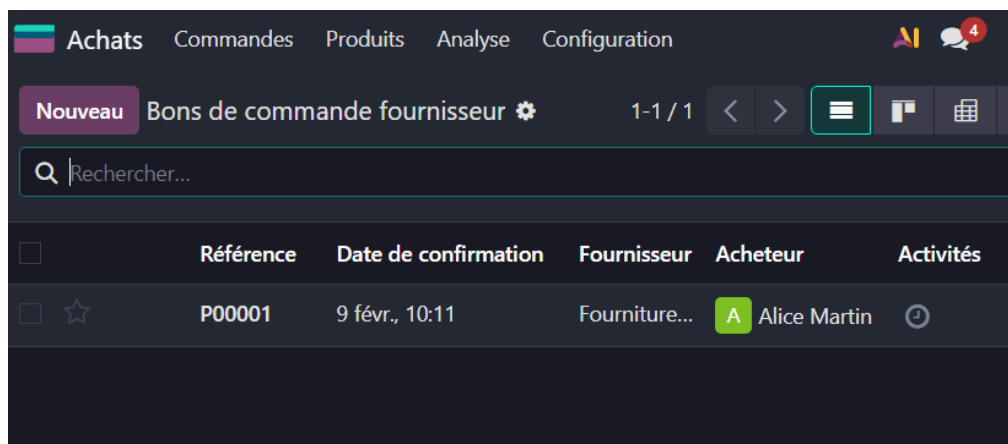 Achats Commandes Produits Analyse Configuration AI 4
Nouveau Bons de commande fournisseur 1-1 / 1
Rechercher...
Référence Date de confirmation Fournisseur Acheteur Activités
P00001 9 févr., 10:11 Fourniture... A Alice Martin